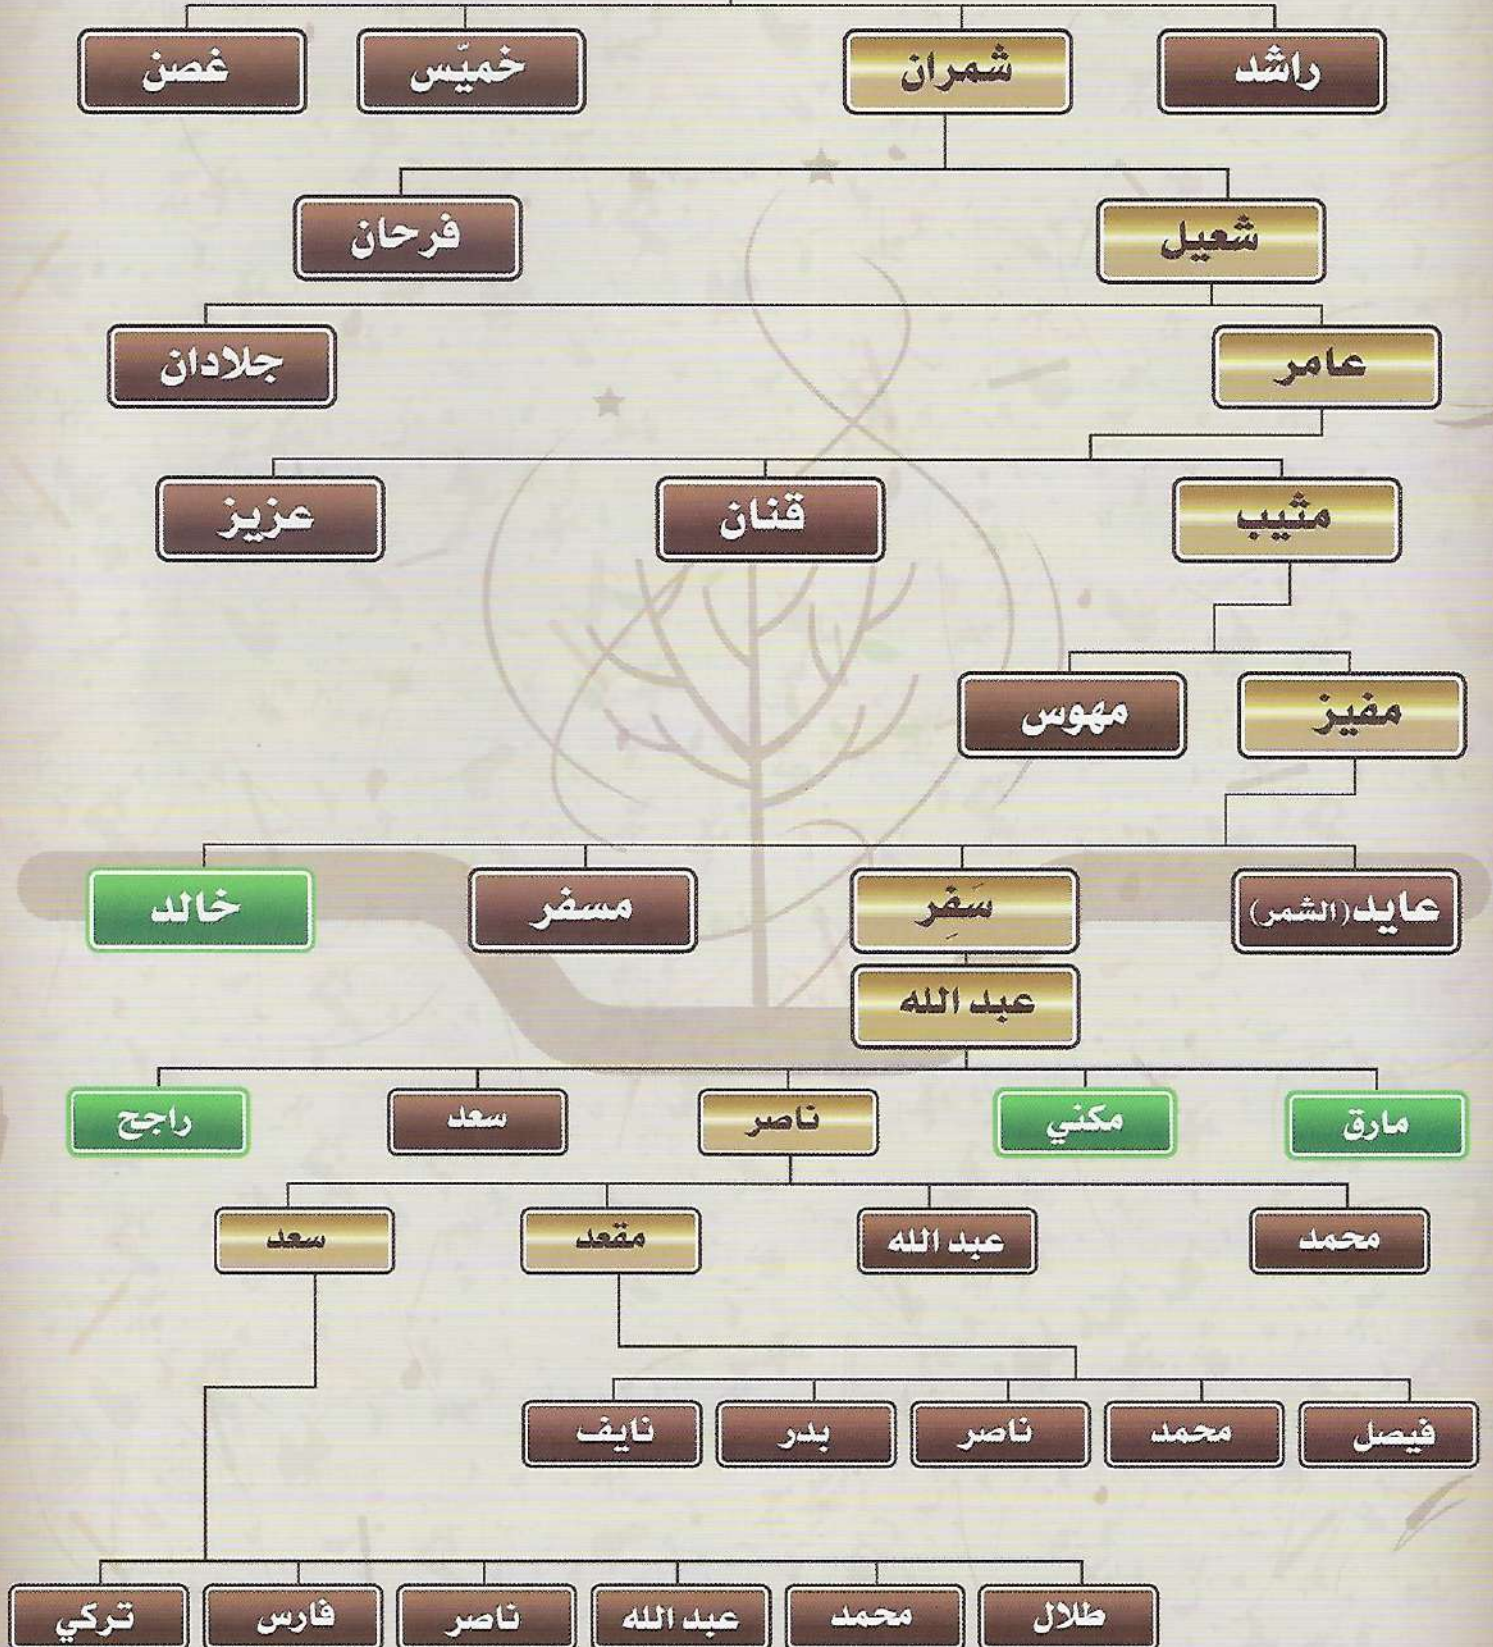 راشد
شمران
خميّس
غصن
شعيل
فرحان
عامر
جلادان
مثيب
قنان
عزيز
مفيز
مهوس
عايد (الشمر)
سَفِر
مسفر
خالد
عبد الله
مارق
مكني
ناصر
سعد
راجح
محمد
عبد الله
مقعد
سعد
فيصل
محمد
ناصر
بدر
نايف
طلال
محمد
عبد الله
ناصر
فارس
تركي